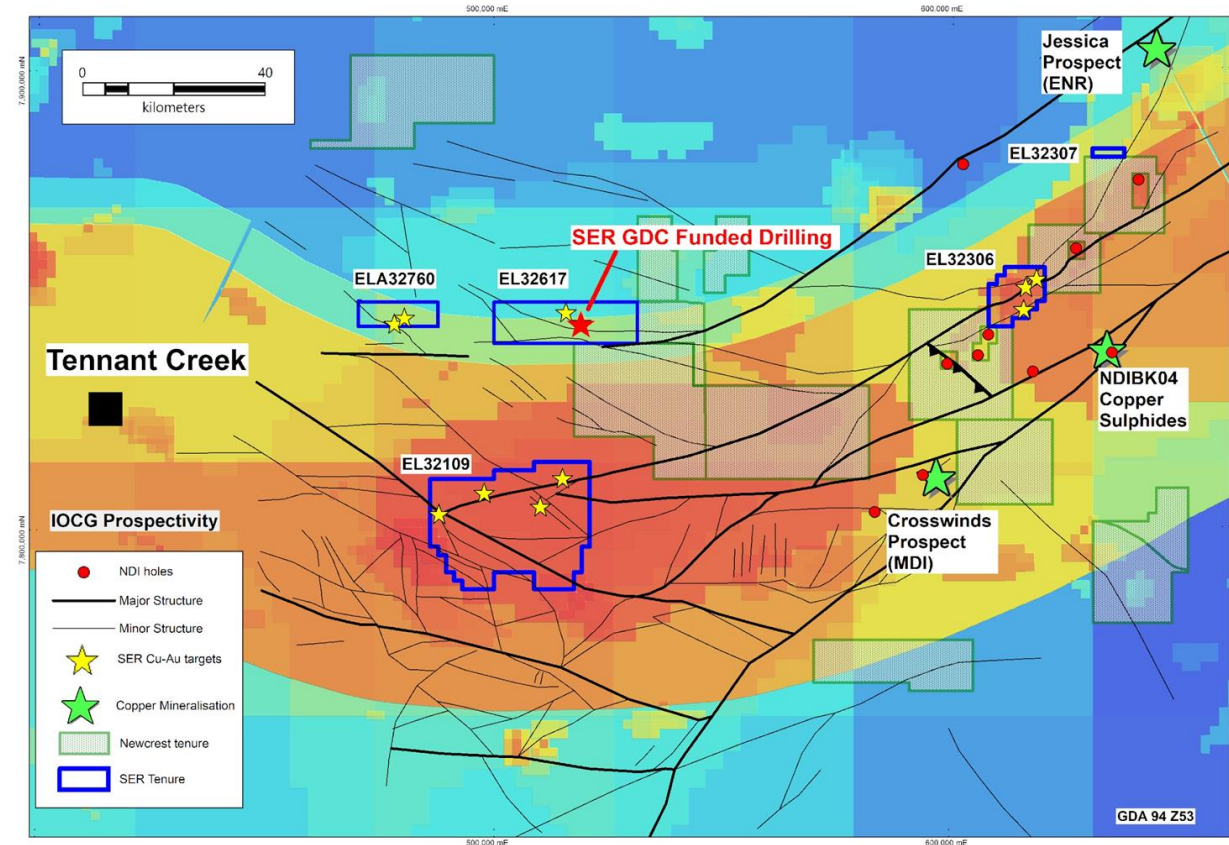 500,000 mE
600,000 mE
7,900,000 mN
0
40
kilometers
Jessica
Prospect
(ENR)
EL32307
SER GDC Funded Drilling
EL32306
ELA32760
EL32617
Tennant Creek
NDIBK04
Copper
Sulphides
EL32109
Crosswinds
Prospect
(MDI)
7,800,000 mN
IOCG Prospectivity
NDI holes
Major Structure
Minor Structure
SER Cu-Au targets
Copper Mineralisation
Newcrest tenure
SER Tenure
GDA 94 Z53
500,000 mE
600,000 mE